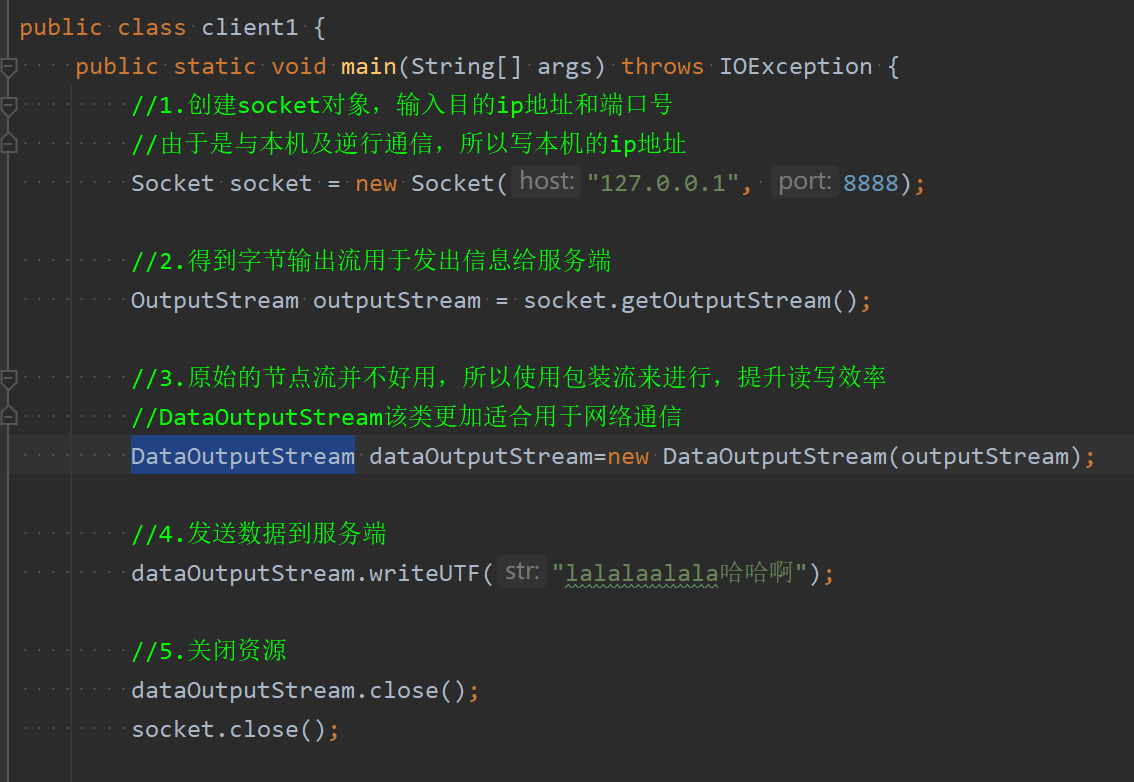 public class client1 {
public static void main(String[] args) throws IOException {
//1.创建socket对象，输入目的ip地址和端口号
//由于是与本机及逆行通信，所以写本机的ip地址
Socket socket = new Socket( host: "127.0.0.1", port: 8888);
//2.得到字节输出流用于发出信息给服务端
OutputStream outputStream = socket.getOutputStream();
//3.原始的节点流并不好用，所以使用包装流来进行，提升读写效率
//DataOutputStream该类更加适合用于网络通信
DataOutputStream dataOutputStream=new DataOutputStream(outputStream);
//4.发送数据到服务端
dataOutputStream.writeUTF( str: "lalalaalala哈哈啊");
//5.关闭资源
dataOutputStream.close();
socket.close();